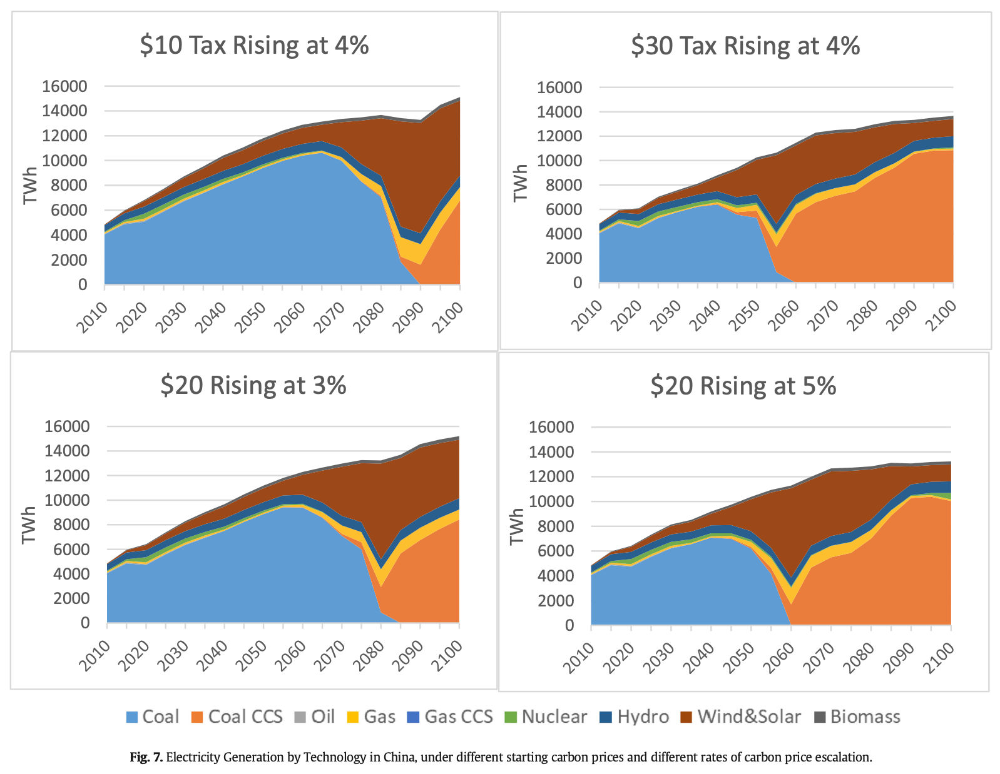 $10 Tax Rising at 4%
TWh
16000
14000
12000
10000
8000
6000
4000
2000
0
2010 2020 2030 2040 2050 2060 2070 2080 2090 2100
$30 Tax Rising at 4%
TWh
16000
14000
12000
10000
8000
6000
4000
2000
0
2010 2020 2030 2040 2050 2060 2070 2080 2090 2100
$20 Rising at 3%
TWh
16000
14000
12000
10000
8000
6000
4000
2000
0
2010 2020 2030 2040 2050 2060 2070 2080 2090 2100
$20 Rising at 5%
TWh
16000
14000
12000
10000
8000
6000
4000
2000
0
2010 2020 2030 2040 2050 2060 2070 2080 2090 2100
Coal Coal CCS Oil Gas Gas CCS Nuclear Hydro Wind&Solar Biomass
Fig. 7. Electricity Generation by Technology in China, under different starting carbon prices and different rates of carbon price escalation.